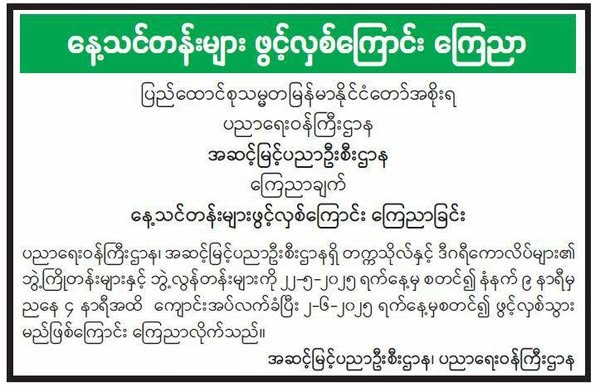 နေ့သင်တန်းများ ဖွင့်လှစ်ကြောင်း ကြေညာ
ပြည်ထောင်စုသမ္မတမြန်မာနိုင်ငံတော်အစိုးရ
ပညာရေးဝန်ကြီးဌာန
အဆင့်မြင့်ပညာဦးစီးဌာန
ကြေညာချက်
နေ့သင်တန်းများဖွင့်လှစ်ကြောင်း ကြေညာခြင်း
ပညာရေးဝန်ကြီးဌာန၊ အဆင့်မြင့်ပညာဦးစီးဌာနရှိ တက္ကသိုလ်နှင့် ဒီဂရီကောလိပ်များ၏
ဘွဲ့ကြိုတန်းများနှင့် ဘွဲ့လွန်တန်းများကို ၂၂-၅-၂၀၂၅ ရက်နေ့မှ စတင်၍ နံနက် ၉ နာရီမှ
ညနေ ၄ နာရီအထိ ကျောင်းအပ်လက်ခံပြီး ၂-၆-၂၀၂၅ ရက်နေ့မှစတင်၍ ဖွင့်လှစ်သွား
မည်ဖြစ်ကြောင်း ကြေညာလိုက်သည်။
အဆင့်မြင့်ပညာဦးစီးဌာန၊ ပညာရေးဝန်ကြီးဌာန